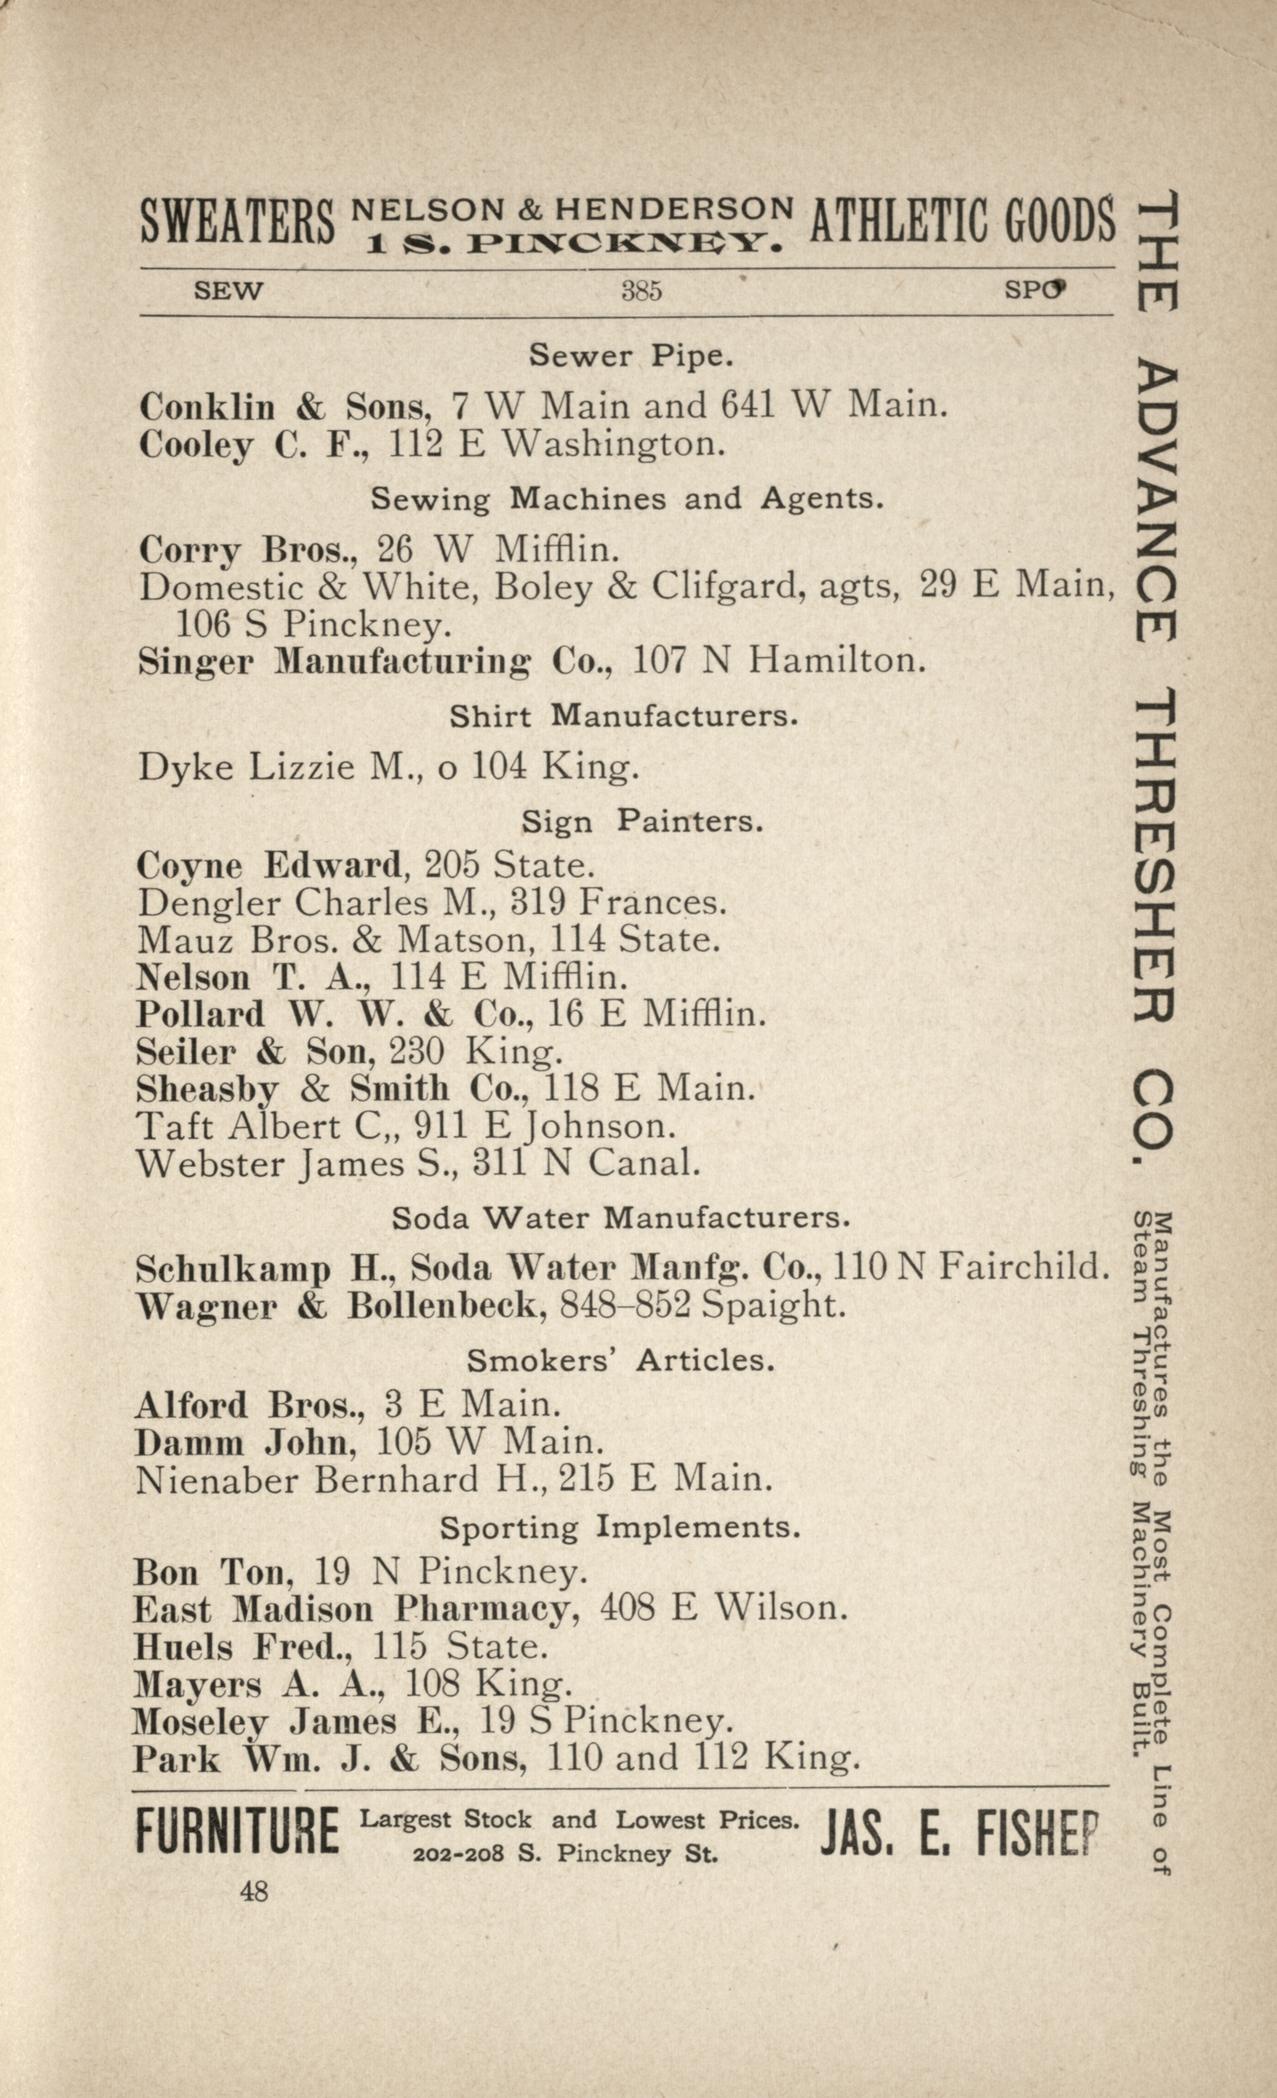 SWEATERS NELSON & HENDERSON 1 S. PINCKNEY. ATHLETIC GOODS
SEW 385 SPO
Sewer Pipe.
Conklin & Sons, 7 W Main and 641 W Main.
Cooley C. F., 112 E Washington.
Sewing Machines and Agents.
Corry Bros., 26 W Mifflin.
Domestic & White, Boley & Clifgard, agts, 29 E Main,
106 S Pinckney.
Singer Manufacturing Co., 107 N Hamilton.
Shirt Manufacturers.
Dyke Lizzie M., o 104 King.
Sign Painters.
Coyne Edward, 205 State.
Dengler Charles M., 319 Frances.
Mauz Bros. & Matson, 114 State.
Nelson T. A., 114 E Mifflin.
Pollard W. W. & Co., 16 E Mifflin.
Seiler & Son, 230 King.
Sheasby & Smith Co., 118 E Main.
Taft Albert C,, 911 E Johnson.
Webster James S., 311 N Canal.
Soda Water Manufacturers.
Schulkamp H., Soda Water Manfg. Co., 110 N Fairchild.
Wagner & Bollenbeck, 848–852 Spaight.
Smokers' Articles.
Alford Bros., 3 E Main.
Damm John, 105 W Main.
Nienaber Bernhard H., 215 E Main.
Sporting Implements.
Bon Ton, 19 N Pinckney.
East Madison Pharmacy, 408 E Wilson.
Huels Fred., 115 State.
Mayers A. A., 108 King.
Moseley James E., 19 S Pinckney.
Park Wm. J. & Sons, 110 and 112 King.
FURNITURE Largest Stock and Lowest Prices. 202-208 S. Pinckney St. JAS. E. FISHER
48
THE ADVANCE THRESHER CO.
Manufactures the Most Complete Line of
Steam Threshing Machinery Built.